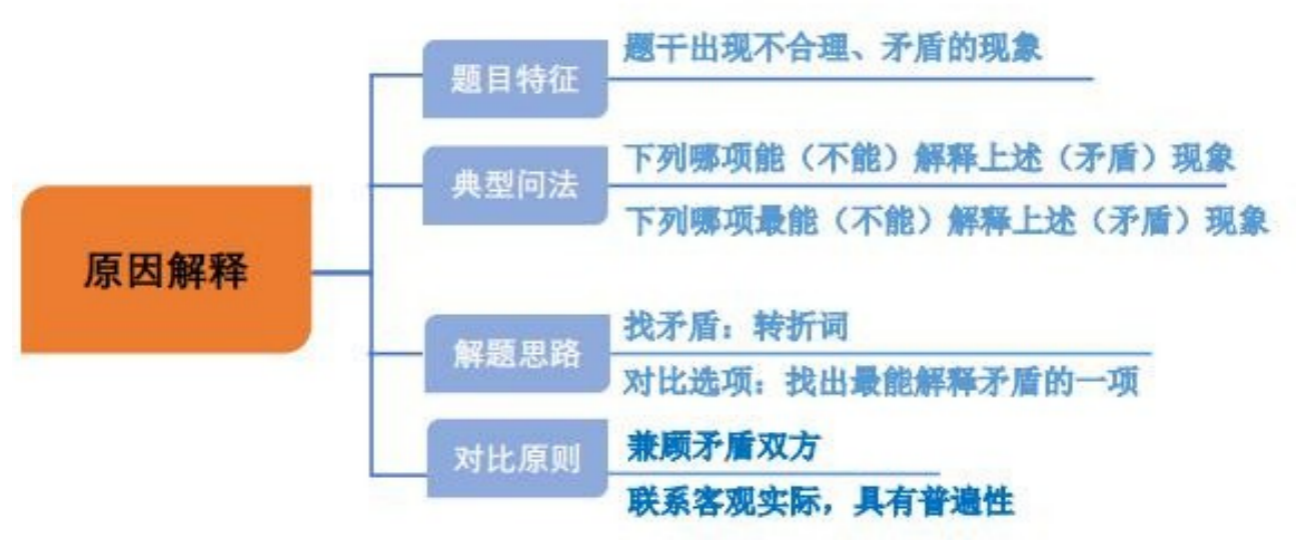 原因解释
题目特征
题干出现不合理、矛盾的现象
典型问法
下列哪项能（不能）解释上述（矛盾）现象
下列哪项最能（不能）解释上述（矛盾）现象
解题思路
找矛盾：转折词
对比选项：找出最能解释矛盾的一项
对比原则
兼顾矛盾双方
联系客观实际，具有普遍性